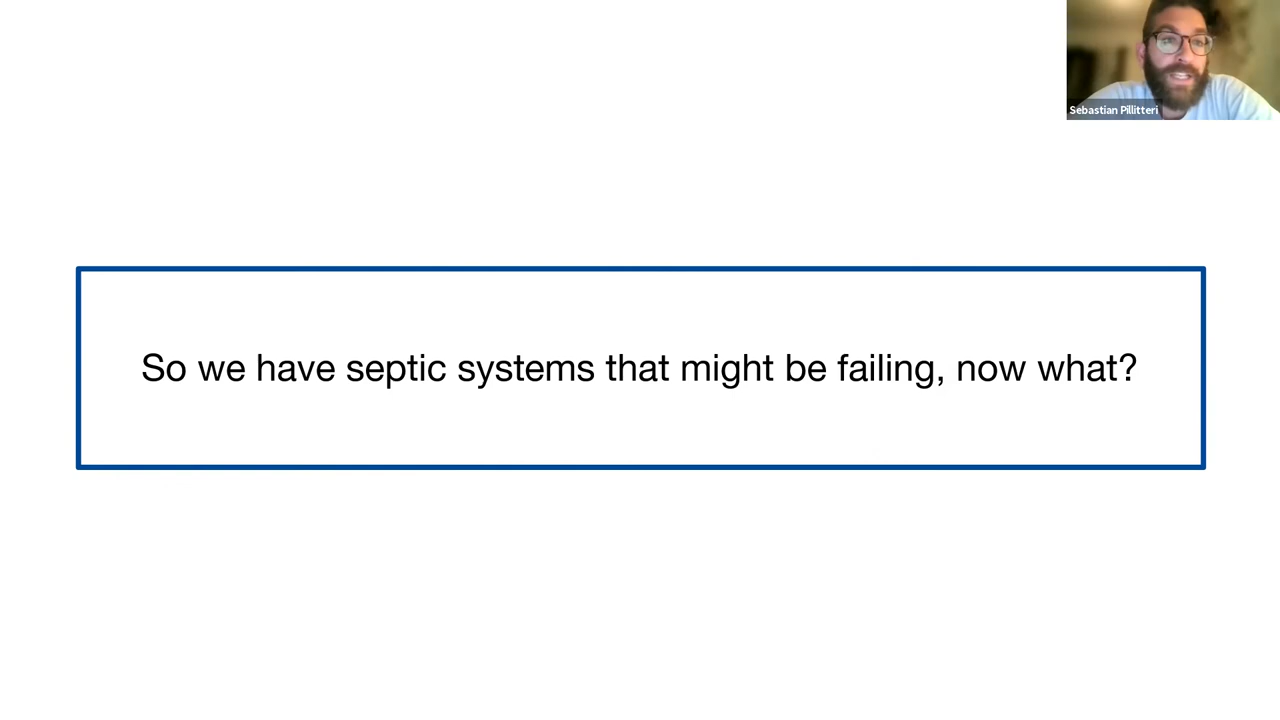 Sebastian Pillitteri
So we have septic systems that might be failing, now what?